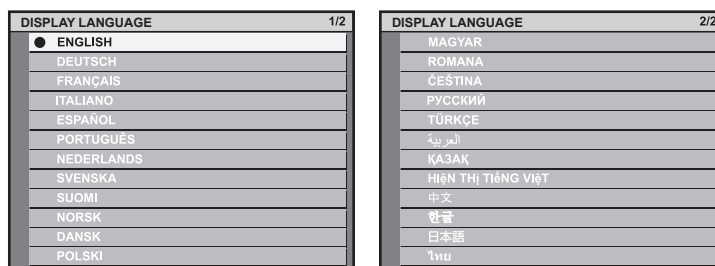 DISPLAY LANGUAGE 1/2
ENGLISH
DEUTSCH
FRANÇAIS
ITALIANO
ESPAÑOL
PORTUGUÊS
NEDERLANDS
SVENSKA
SUOMI
NORSK
DANSK
POLSKI
DISPLAY LANGUAGE 2/2
MAGYAR
ROMANA
ČEŠTINA
РУССКИЙ
TÜRKÇE
العربية
ҚАЗАҚ
HIệN THị TIếNG VIệT
中文
한글
日本語
ไทย